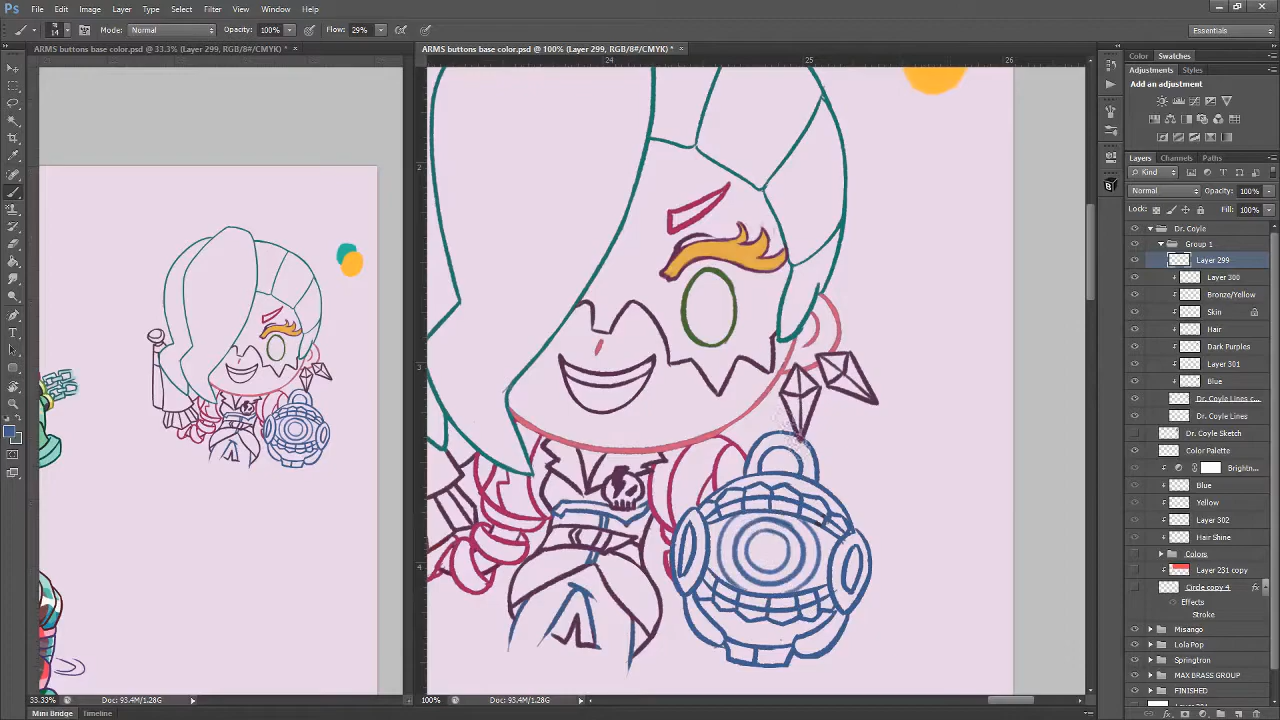 Ps File Edit Image Layer Type Select Filter View Window Help
14 Mode: Normal Opacity: 100% Flow: 29% Essentials
ARMS buttons base color.psd @ 33.3% (Layer 299, RGB/8#/CMYK) * × ARMS buttons base color.psd @ 100% (Layer 299, RGB/8#/CMYK) * ×
Color Swatches
24 25 26
Adjustments Styles
Add an adjustment
Layers Channels Paths
Kind
Normal Opacity: 100%
Lock: Fill: 100%
Dr. Coyle
Group 1
Layer 299
Layer 300
Bronze/Yellow
Skin
Hair
Dark Purples
Layer 301
Blue
Dr. Coyle Lines c...
Dr. Coyle Lines
Dr. Coyle Sketch
Color Palette
Brightn...
Blue
Yellow
Layer 302
Hair Shine
Colors
Layer 231 copy
Circle copy 4 fx
Effects
Stroke
Misango
Lola Pop
Springtron
MAX BRASS GROUP
FINISHED
33.33% Doc: 93.4M/1.28G 100% Doc: 93.4M/1.28G
Mini Bridge Timeline